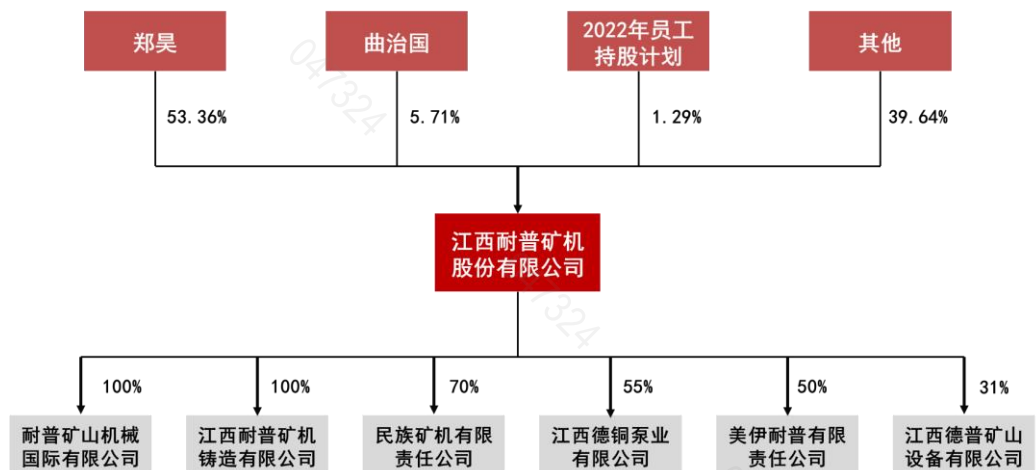 郑昊
曲治国
2022年员工
持股计划
其他
53.36%
5.71%
1.29%
39.64%
047324
江西耐普矿机
股份有限公司
100%
100%
70%
55%
50%
31%
耐普矿山机械
国际有限公司
江西耐普矿机
铸造有限公司
民族矿机有限
责任公司
江西德铜泵业
有限公司
美伊耐普有限
责任公司
江西德普矿山
设备有限公司